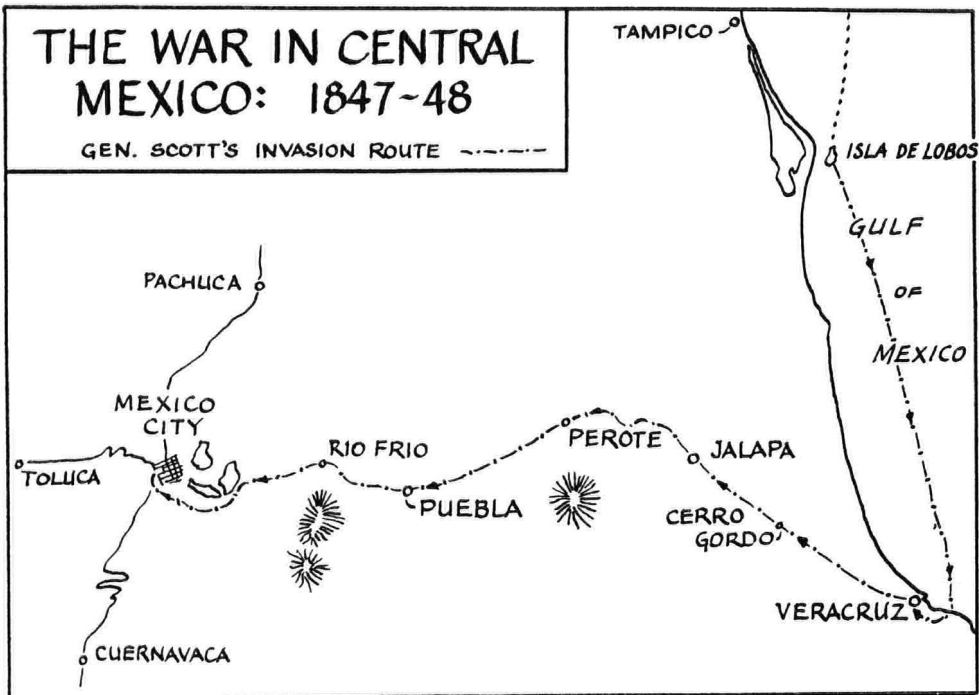 THE WAR IN CENTRAL
MEXICO: 1847-48
GEN. SCOTT'S INVASION ROUTE
TAMPICO
ISLA DE LOBOS
GULF
OF
MEXICO
PACHUCA
MEXICO
CITY
TOLUCA
RIO FRIO
PUEBLA
PEROTE
JALAPA
CERRO
GORDO
VERACRUZ
CUERNAVACA